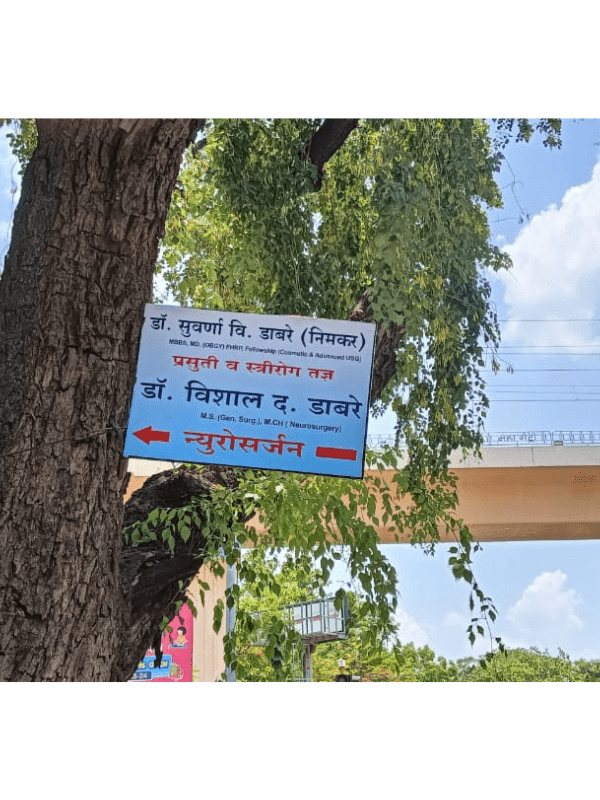 डॉ. सुवर्णा वि. डाबरे (निमकर)
MBBS, MD. (OBGY) FHRP, Fellowship (Cosmetic & Advanced USG)
प्रसुती व स्त्रीरोग तज्ञ
डॉ. विशाल द. डाबरे
M.S. (Gen. Surg.), M.CH ( Neurosurgery)
न्युरोसर्जन